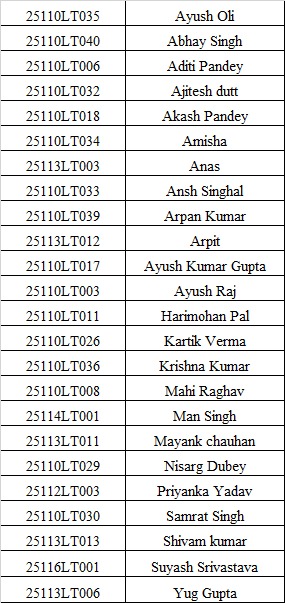 25110LT035 Ayush Oli
25110LT040 Abhay Singh
25110LT006 Aditi Pandey
25110LT032 Ajitesh dutt
25110LT018 Akash Pandey
25110LT034 Amisha
25113LT003 Anas
25110LT033 Ansh Singhal
25110LT039 Arpan Kumar
25113LT012 Arpit
25110LT017 Ayush Kumar Gupta
25110LT003 Ayush Raj
25110LT011 Harimohan Pal
25110LT026 Kartik Verma
25110LT036 Krishna Kumar
25110LT008 Mahi Raghav
25114LT001 Man Singh
25113LT011 Mayank chauhan
25110LT029 Nisarg Dubey
25112LT003 Priyanka Yadav
25110LT030 Samrat Singh
25113LT013 Shivam kumar
25116LT001 Suyash Srivastava
25113LT006 Yug Gupta